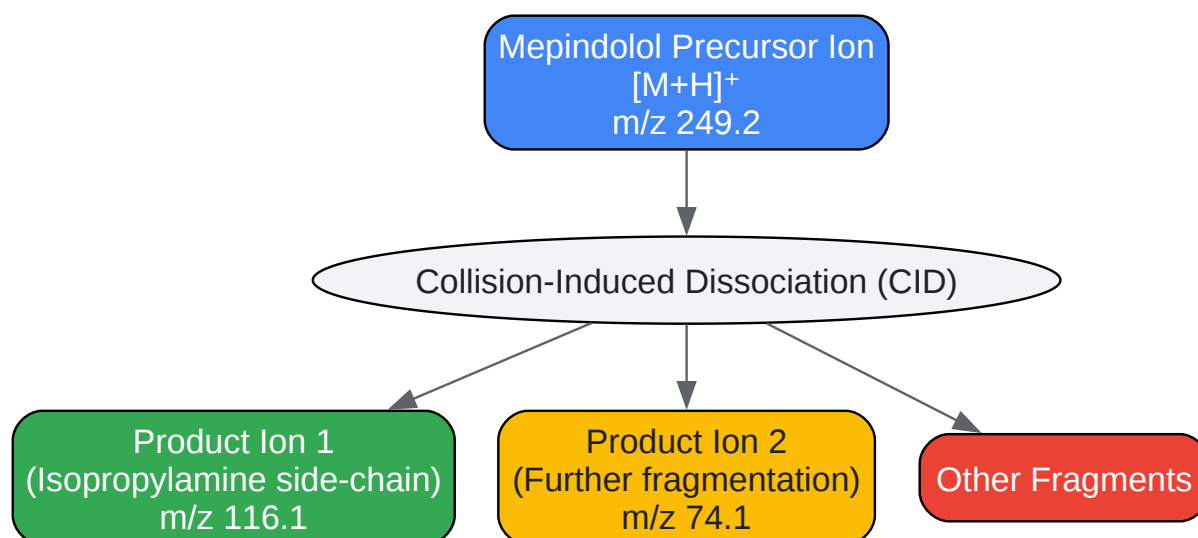 Mepindolol Precursor Ion
[M+H]⁺
m/z 249.2
Collision-Induced Dissociation (CID)
Product Ion 1
(Isopropylamine side-chain)
m/z 116.1
Product Ion 2
(Further fragmentation)
m/z 74.1
Other Fragments